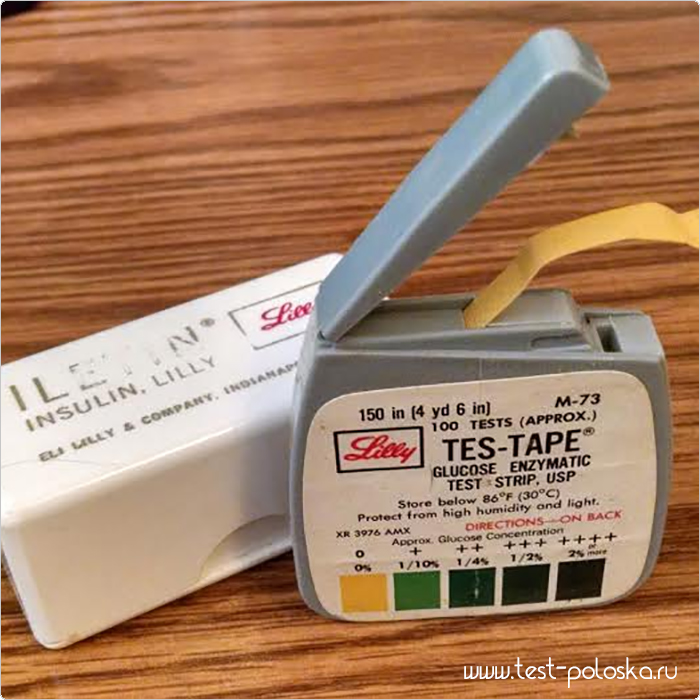 IL
INSULIN, LILLY
ELI LILLY & COMPANY, INDIANAP
Lilly
150 in (4 yd 6 in) M-73
100 TESTS (APPROX.)
Lilly
TES-TAPE®
GLUCOSE ENZYMATIC
TEST STRIP, USP
Store below 86°F (30°C)
Protect from high humidity and light.
DIRECTIONS—ON BACK
XR 3976 AMX
Approx. Glucose Concentration
0 + ++ +++ ++++
0% 1/10% 1/4% 1/2% 2% or more
www.test-poloska.ru